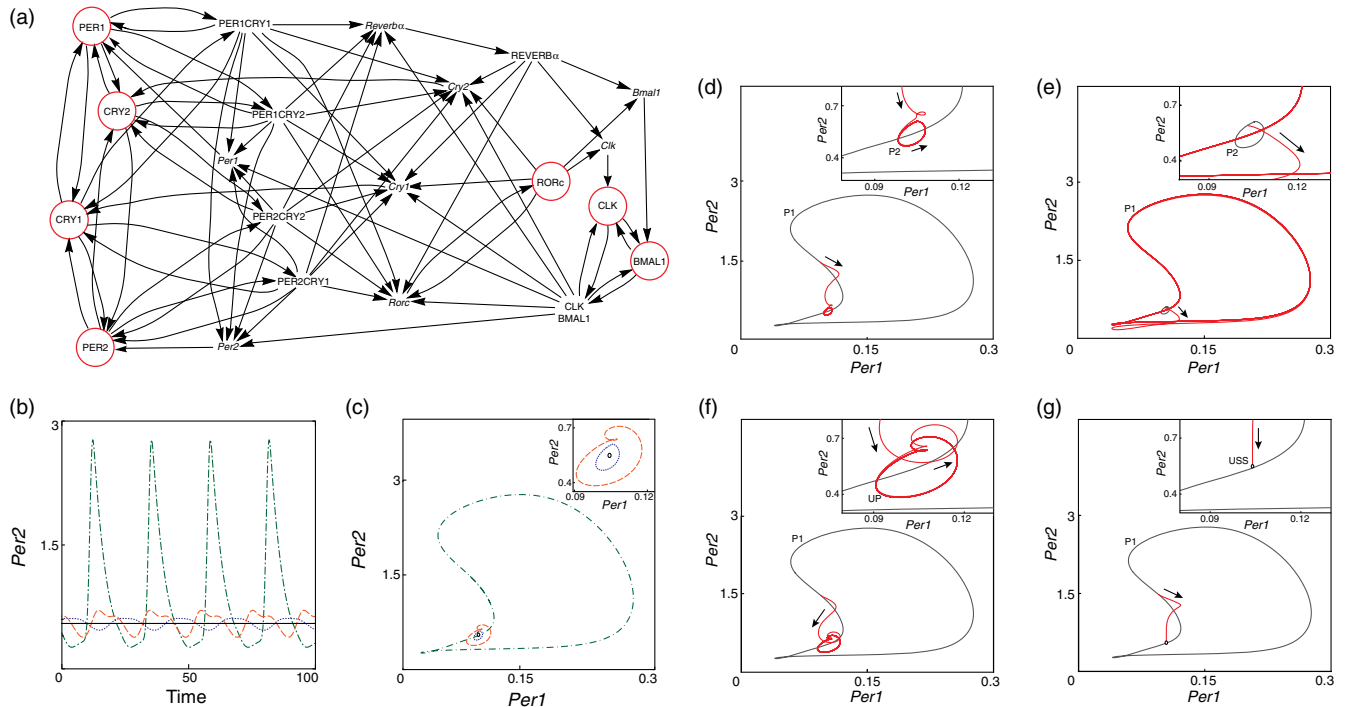 (a)
PER1
PER1CRY1
Reverbα
REVERBα
CRY2
Cry2
Bmal1
PER1CRY2
Per1
Clk
RORc
Cry1
CLK
CRY1
PER2CRY2
BMAL1
PER2CRY1
Rorc
CLK
BMAL1
PER2
Per2
(b)
3
1.5
Per2
0
50
100
Time
(c)
0.7
Per2
0.4
0.09
0.12
Per1
3
Per2
1.5
0
0.15
0.3
Per1
(d)
0.7
Per2
P2
0.4
0.09
0.12
Per1
3
P1
Per2
1.5
0
0.15
0.3
Per1
(e)
0.7
Per2
P2
0.4
0.09
0.12
Per1
3
P1
Per2
1.5
0
0.15
0.3
Per1
(f)
0.7
Per2
0.4
UP
0.09
0.12
Per1
3
P1
Per2
1.5
0
0.15
0.3
Per1
(g)
0.7
Per2
USS
0.4
0.09
0.12
Per1
3
P1
Per2
1.5
0
0.15
0.3
Per1